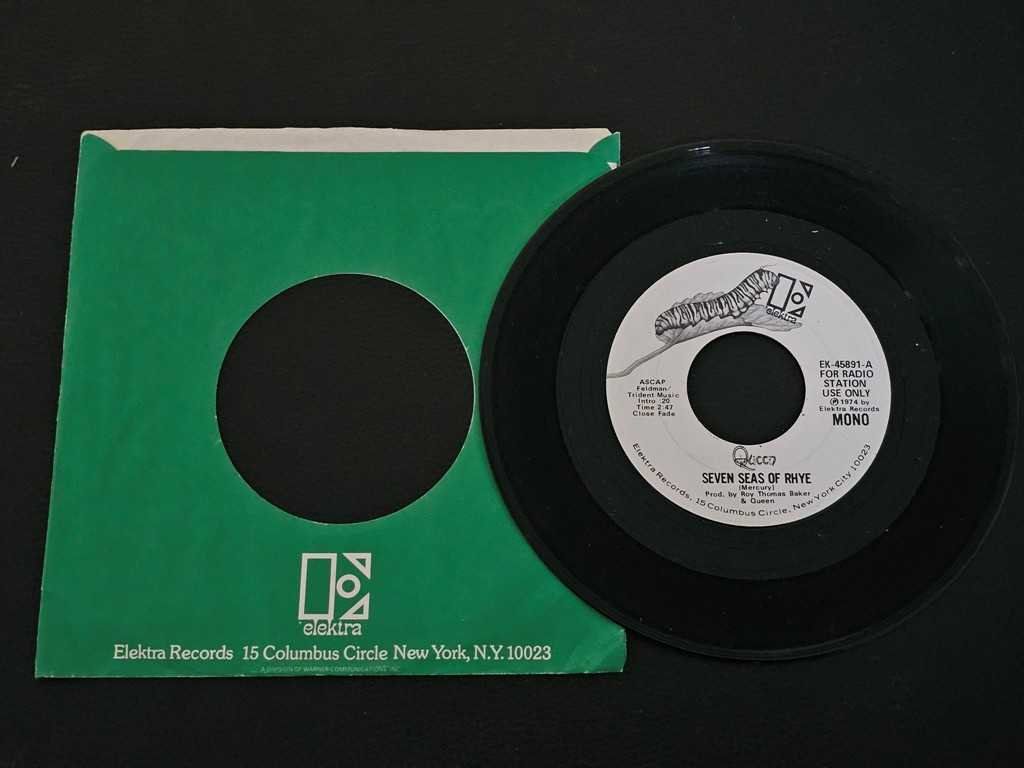 elektra
Elektra Records 15 Columbus Circle New York, N.Y. 10023
A DIVISION OF WARNER COMMUNICATIONS INC.
elektra
ASCAP
Feldman/
Trident Music
Intro :20
Time 2:47
Close Fade
EK-45891-A
FOR RADIO
STATION
USE ONLY
℗ 1974 by
Elektra Records
MONO
Queen
SEVEN SEAS OF RHYE
(Mercury)
Prod. by Roy Thomas Baker
& Queen
Elektra Records, 15 Columbus Circle, New York City 10023